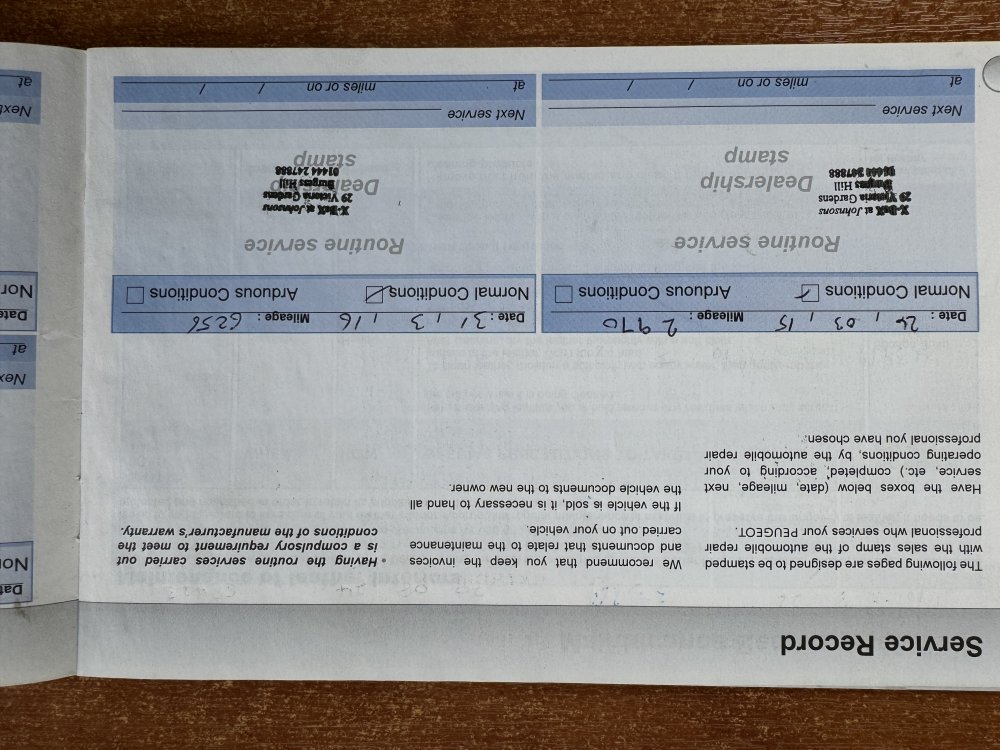 Service Record
The following pages are designed to be stamped
with the sales stamp of the automobile repair
professional who services your PEUGEOT.
Have the boxes below (date, mileage, next
service, etc.) completed, according to your
operating conditions, by the automobile repair
professional you have chosen.
We recommend that you keep the invoices
and documents that relate to the maintenance
carried out on your vehicle.
If the vehicle is sold, it is necessary to hand all
the vehicle documents to the new owner.
• Having the routine services carried out
is a compulsory requirement to meet the
conditions of the manufacturer's warranty.
Date : / 03 / 15 Mileage : 2970
Normal Conditions Arduous Conditions
Routine service
at Johnsons
29 Victoria Gardens
Burgess Hill
01444 247888
Dealership
stamp
Next service
at miles or on / /
Date : 31 / 3 / 16 Mileage : 6256
Normal Conditions Arduous Conditions
Routine service
at Johnsons
29 Victoria Gardens
Burgess Hill
01444 247888
Dealership
stamp
Next service
at miles or on / /
Date
Nor
Next
at
Date
Nor
Next
at